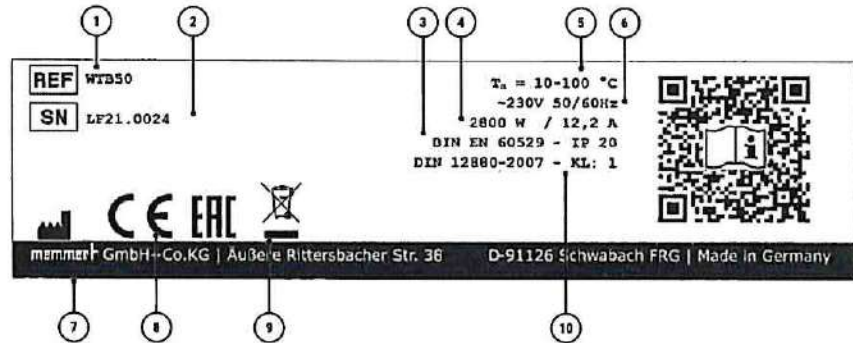 1 2 3 4 5 6
REF WTB50
SN LF21.0024
Tₙ = 10-100 °C
~230V 50/60Hz
2800 W / 12,2 A
DIN EN 60529 - IP 20
DIN 12880-2007 - KL: 1
i
CE EAC
memmert GmbH+Co.KG | Äußere Rittersbacher Str. 38 D-91126 Schwabach FRG | Made in Germany
7 8 9 10